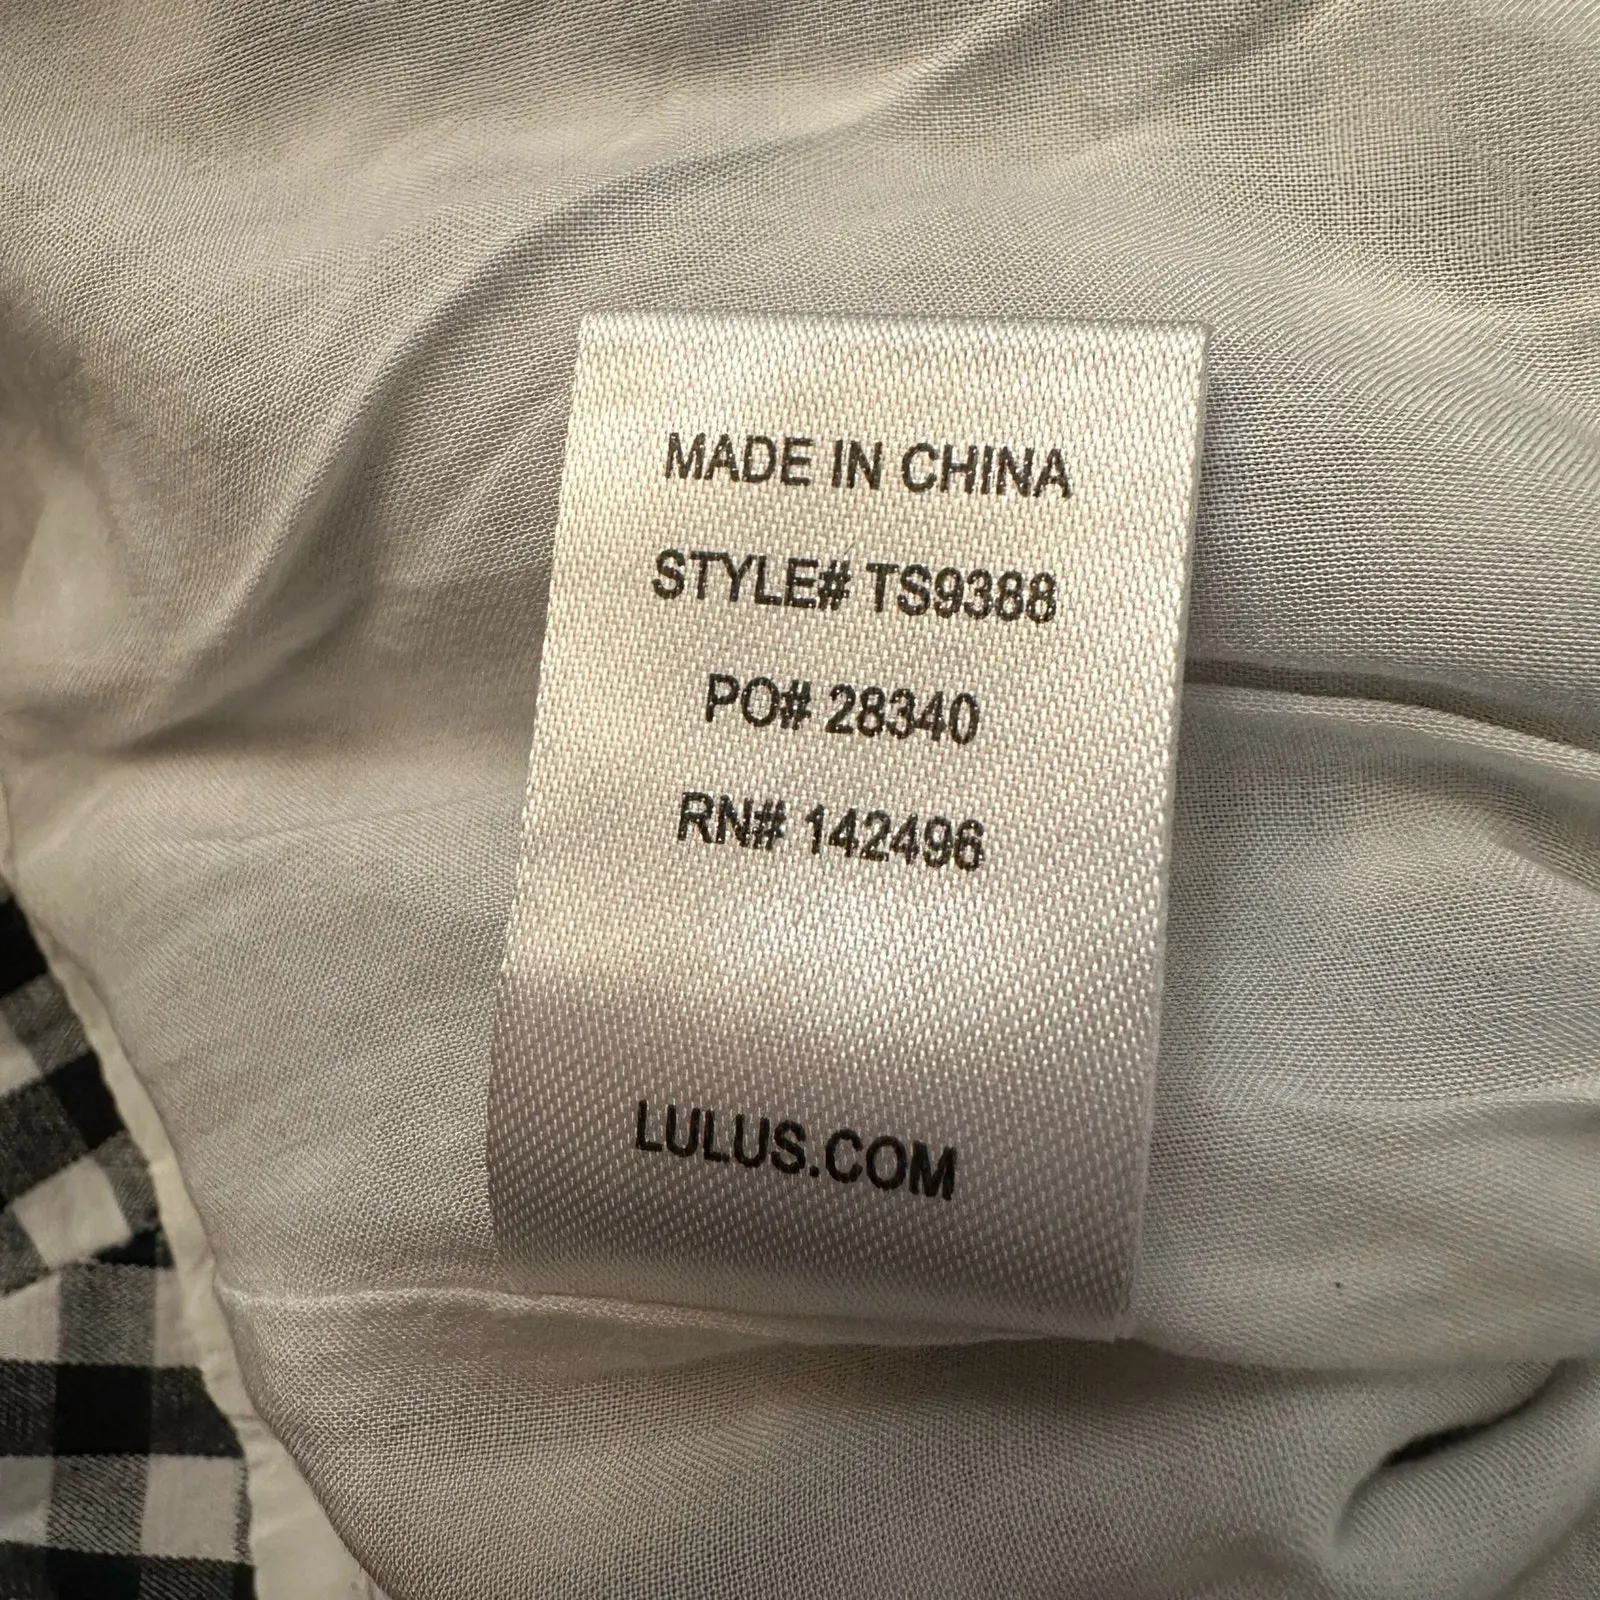 MADE IN CHINA
STYLE# TS9388
PO# 28340
RN# 142496
LULUS.COM